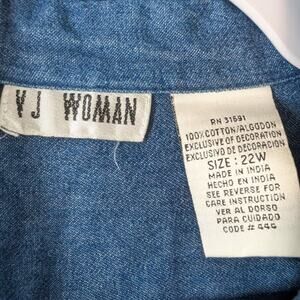 VJ WOMAN
RN 31691
100%COTTON/ALGODON
EXCLUSIVE OF DECORATION
EXCLUSIVO DE DECORACION
SIZE: 22W
MADE IN INDIA
HECHO EN INDIA
SEE REVERSE FOR
CARE INSTRUCTION
VER AL DORSO
PARA CUIDADO
CODE # 446